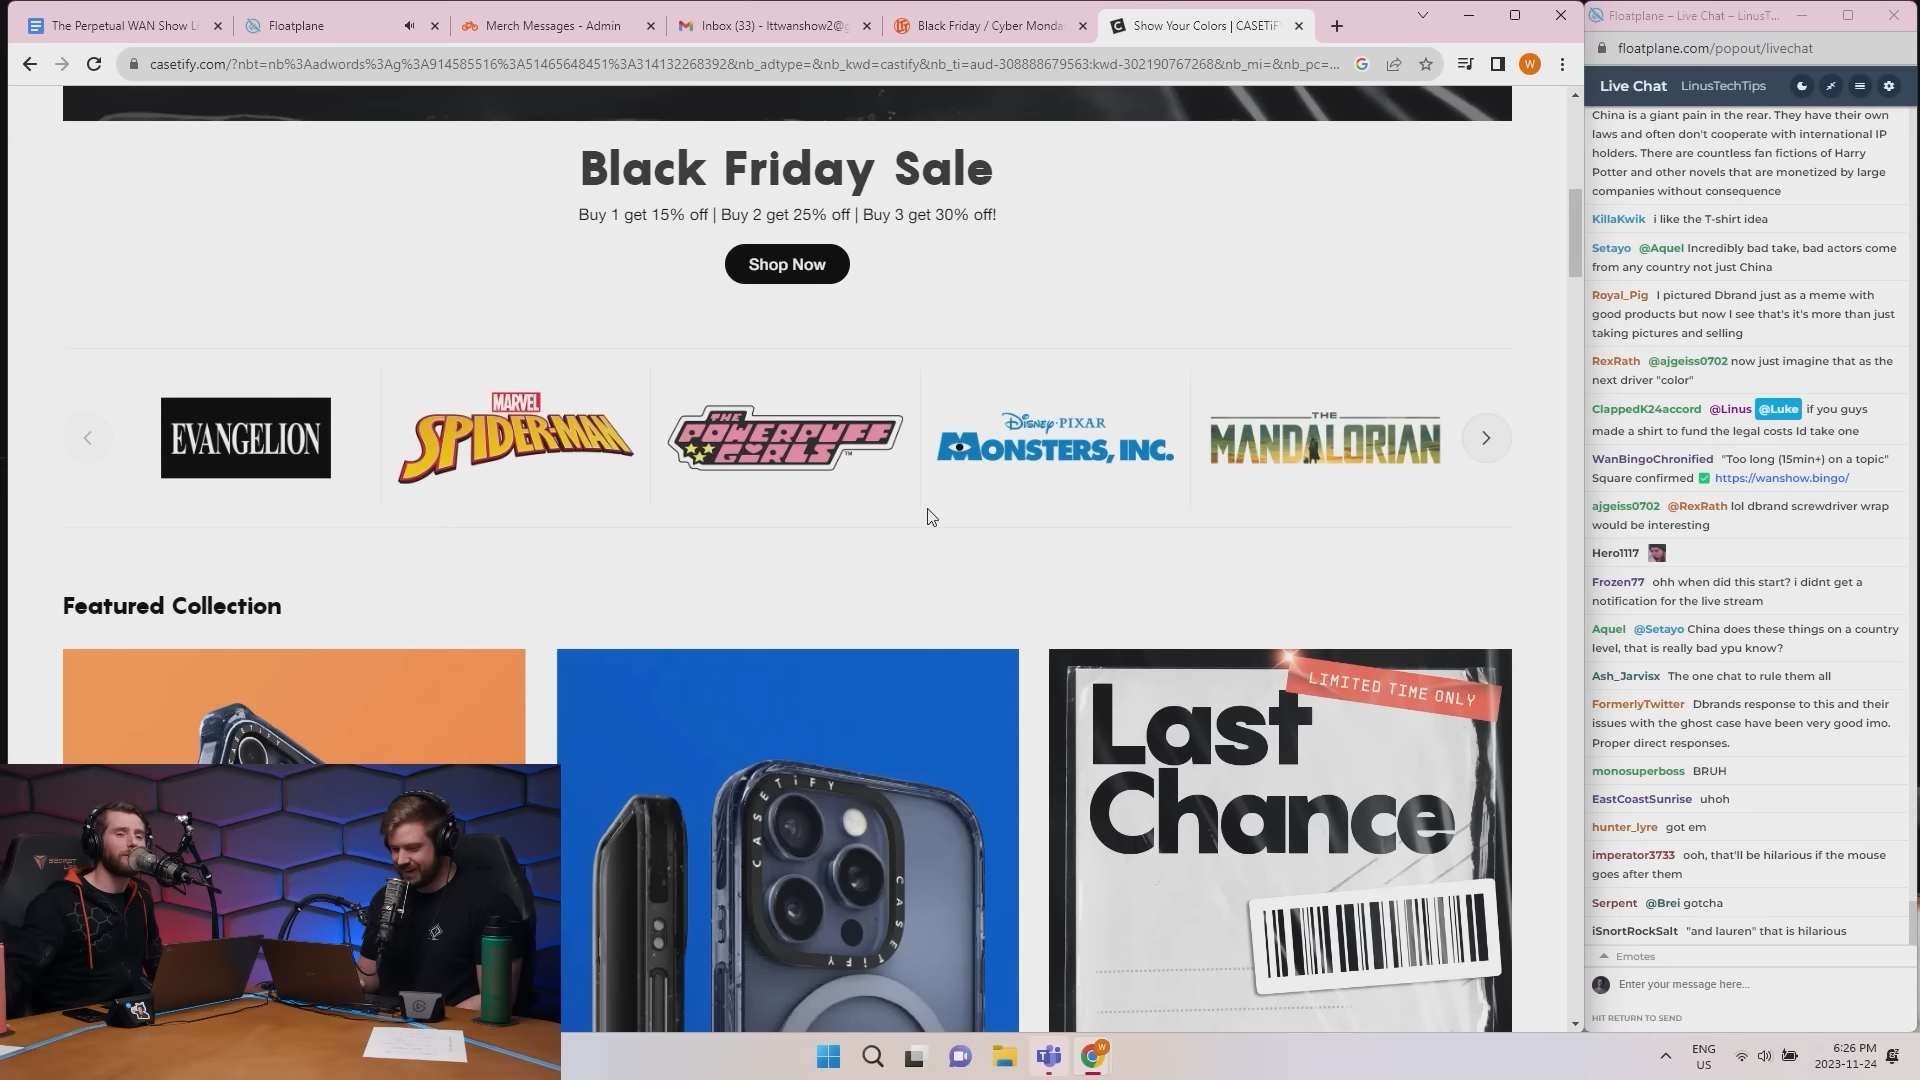 The Perpetual WAN Show Li
Floatplane
Merch Messages - Admin
Inbox (33) - lttwanshow2@g
Black Friday / Cyber Monda
Show Your Colors | CASETiF
Floatplane – Live Chat – LinusT...
casetify.com/?nbt=nb%3Aadwords%3Ag%3A914585516%3A51465648451%3A314132268392&nb_adtype=&nb_kwd=castify&nb_ti=aud-308888679563:kwd-302190767268&nb_mi=&nb_pc=...
W
floatplane.com/popout/livechat
Live Chat LinusTechTips
Black Friday Sale
Buy 1 get 15% off | Buy 2 get 25% off | Buy 3 get 30% off!
Shop Now
EVANGELION
MARVEL
SPIDER-MAN
THE
POWERPUFF
GIRLS
Disney·PIXAR
MONSTERS, INC.
THE
MANDALORIAN
Featured Collection
CASETiFY
CASETiFY
CASETiFY
LIMITED TIME ONLY
Last
Chance
SECRET
LAB
China is a giant pain in the rear. They have their own
laws and often don't cooperate with international IP
holders. There are countless fan fictions of Harry
Potter and other novels that are monetized by large
companies without consequence
KillaKwik i like the T-shirt idea
Setayo @Aquel Incredibly bad take, bad actors come
from any country not just China
Royal_Pig I pictured Dbrand just as a meme with
good products but now I see that's it's more than just
taking pictures and selling
RexRath @ajgeiss0702 now just imagine that as the
next driver "color"
ClappedK24accord @Linus @Luke if you guys
made a shirt to fund the legal costs Id take one
WanBingoChronified "Too long (15min+) on a topic"
Square confirmed ✅ https://wanshow.bingo/
ajgeiss0702 @RexRath lol dbrand screwdriver wrap
would be interesting
Hero1117
Frozen77 ohh when did this start? i didnt get a
notification for the live stream
Aquel @Setayo China does these things on a country
level, that is really bad ypu know?
Ash_Jarvisx The one chat to rule them all
FormerlyTwitter Dbrands response to this and their
issues with the ghost case have been very good imo.
Proper direct responses.
monosuperboss BRUH
EastCoastSunrise uhoh
hunter_lyre got em
imperator3733 ooh, that'll be hilarious if the mouse
goes after them
Serpent @Brei gotcha
iSnortRockSalt "and lauren" that is hilarious
Emotes
Enter your message here...
HIT RETURN TO SEND
W
ENG
US
6:26 PM
2023-11-24